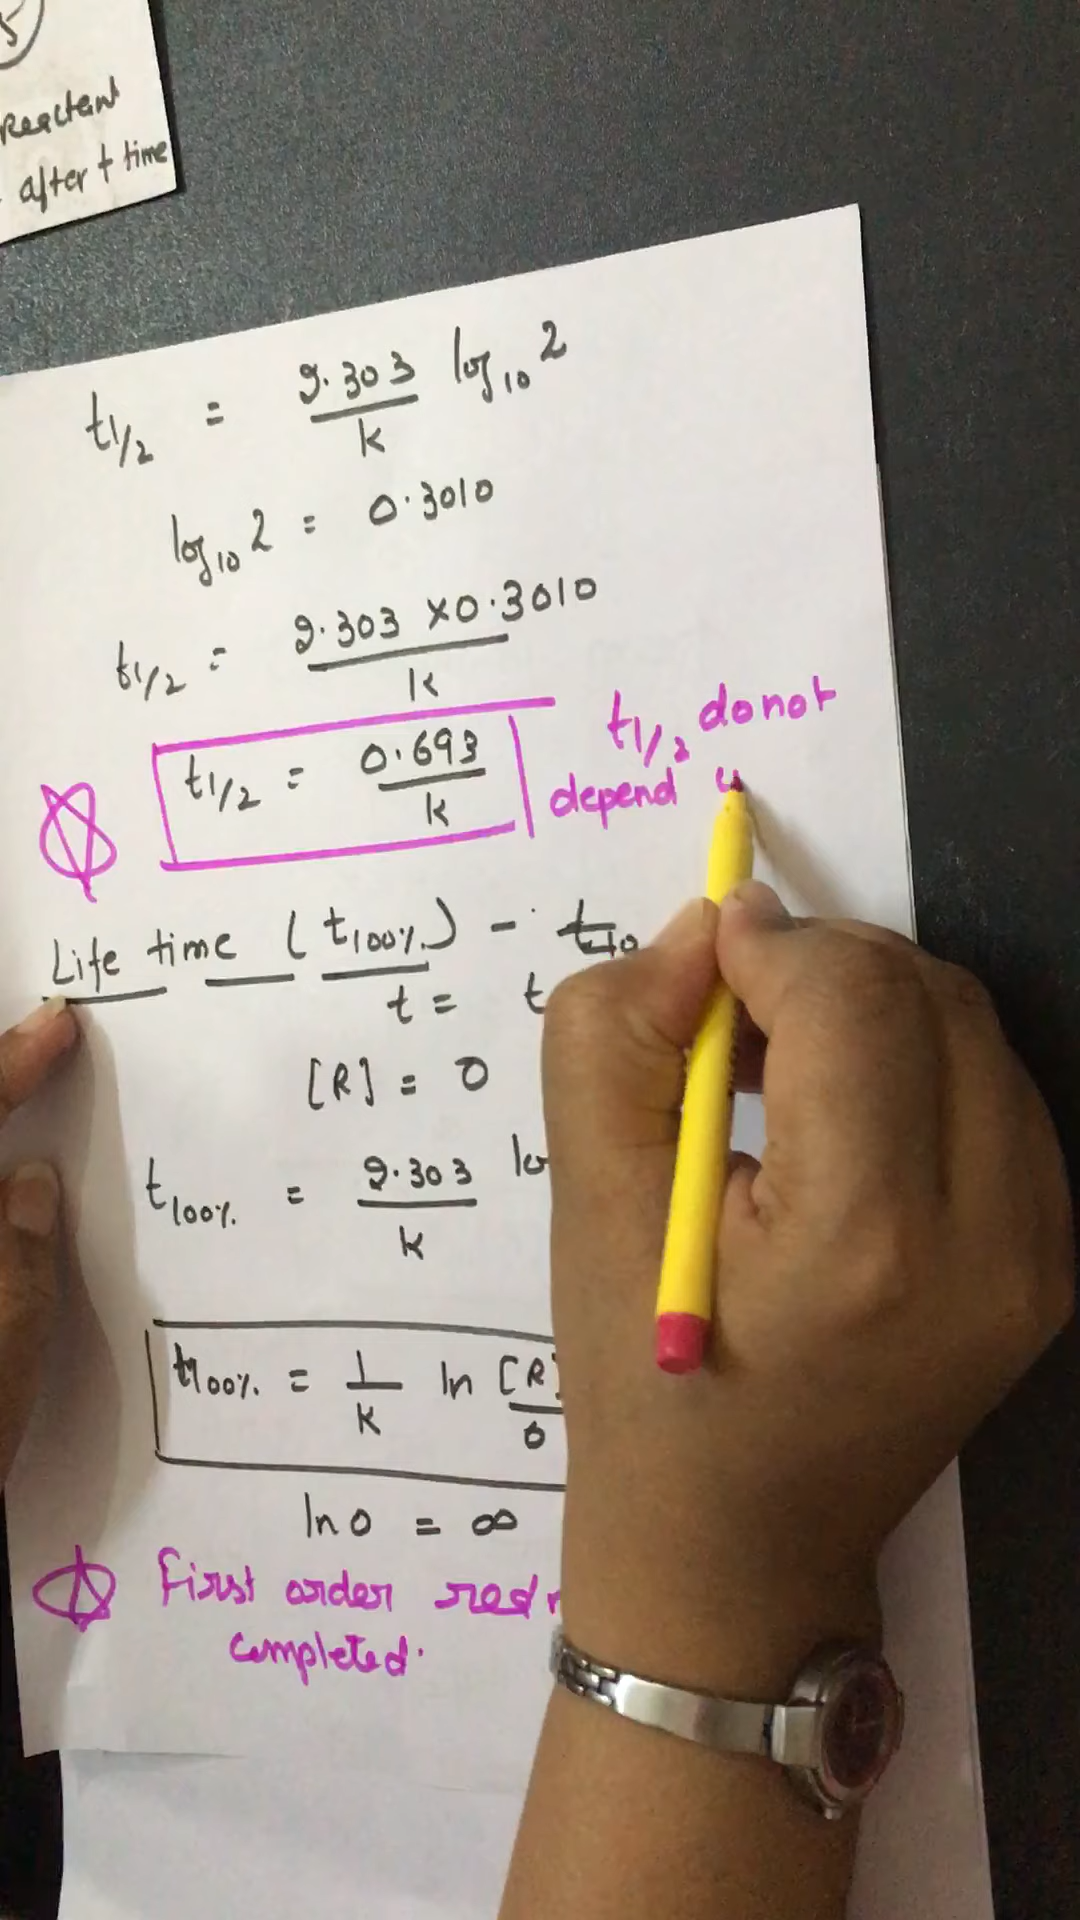 5
Reactant
after t time
t1/2 = 2.303/k log10 2
log10 2 = 0.3010
t1/2 = 2.303 × 0.3010/k
t1/2 = 0.693/k
t1/2 do not
depend u
Life time (t100%) -
t = t
[R] = 0
t100% = 2.303/k lo
t100% = 1/k ln [R]/0
ln 0 = ∞
First order
completed.